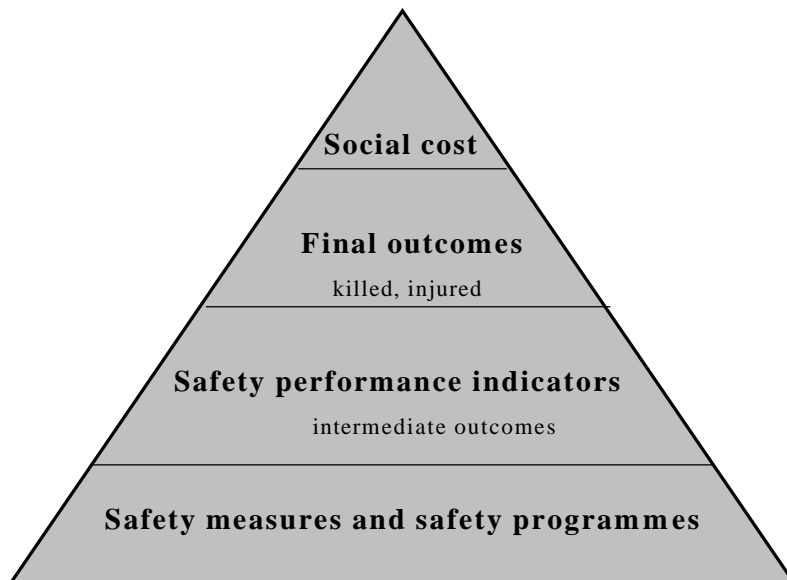 Social cost
Final outcomes
killed, injured
Safety performance indicators
intermediate outcomes
Safety measures and safety programmes